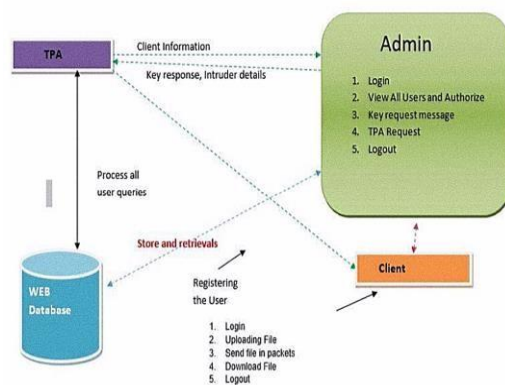 Client Information
TPA
Key response, Intruder details
Admin
1. Login
2. View All Users and Authorize
3. Key request message
4. TPA Request
5. Logout
Process all
user queries
Store and retrievals
WEB
Database
Registering
the User
Client
1. Login
2. Uploading File
3. Send file in packets
4. Download File
5. Logout